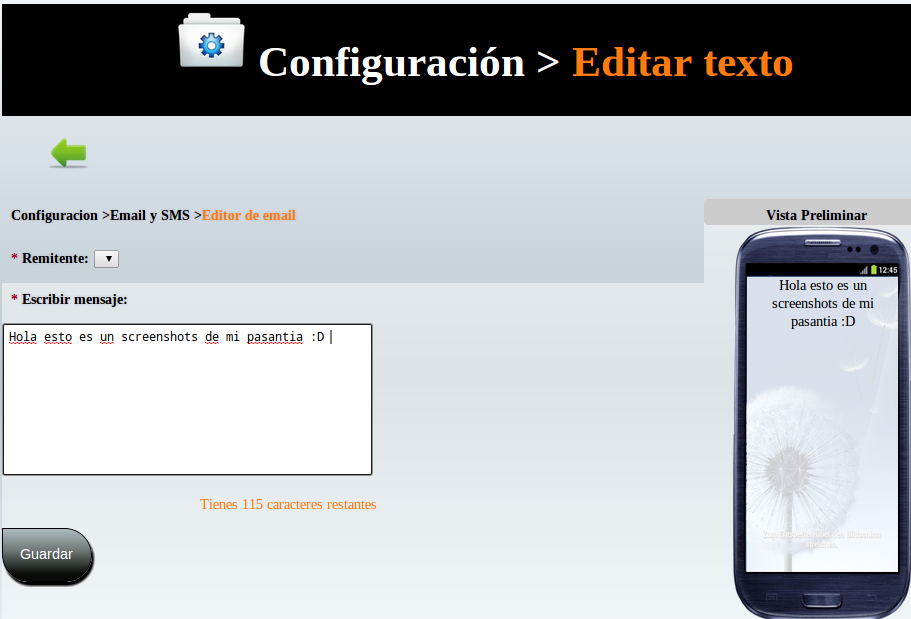 Configuración > Editar texto
Configuracion >Email y SMS >Editor de email
Vista Preliminar
* Remitente:
12:45
* Escribir mensaje:
Hola esto es un
screenshots de mi
pasantia :D
Hola esto es un screenshots de mi pasantia :D
Tienes 115 caracteres restantes
Guardar